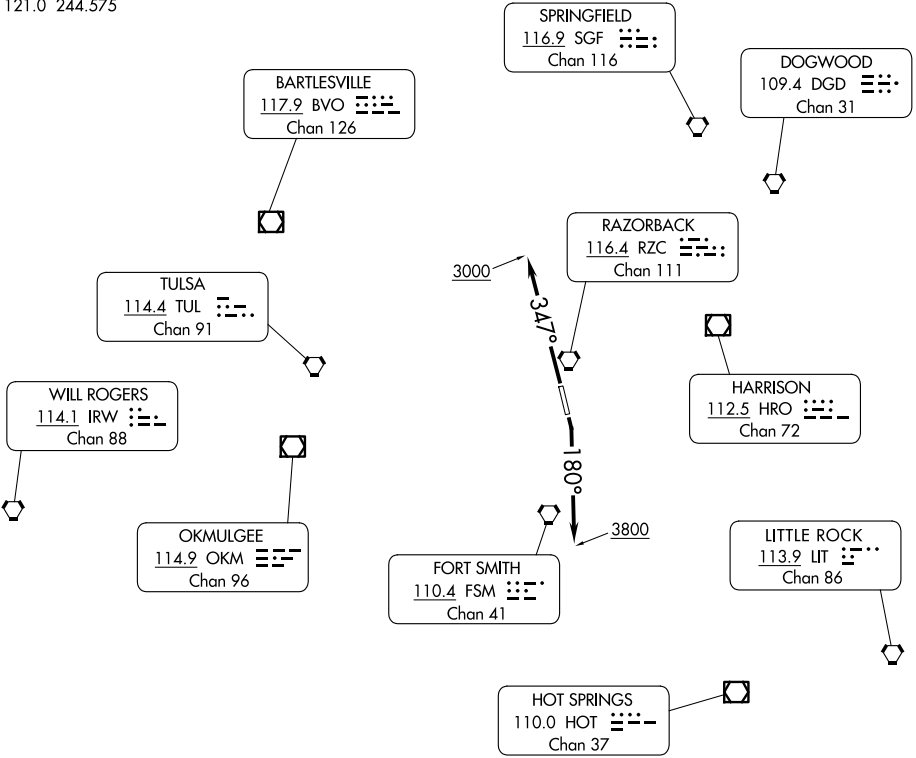 121.0 244.575
SPRINGFIELD
116.9 SGF
Chan 116
DOGWOOD
109.4 DGD
Chan 31
BARTLESVILLE
117.9 BVO
Chan 126
RAZORBACK
116.4 RZC
Chan 111
3000
347°
TULSA
114.4 TUL
Chan 91
WILL ROGERS
114.1 IRW
Chan 88
HARRISON
112.5 HRO
Chan 72
180°
OKMULGEE
114.9 OKM
Chan 96
3800
FORT SMITH
110.4 FSM
Chan 41
LITTLE ROCK
113.9 LIT
Chan 86
HOT SPRINGS
110.0 HOT
Chan 37